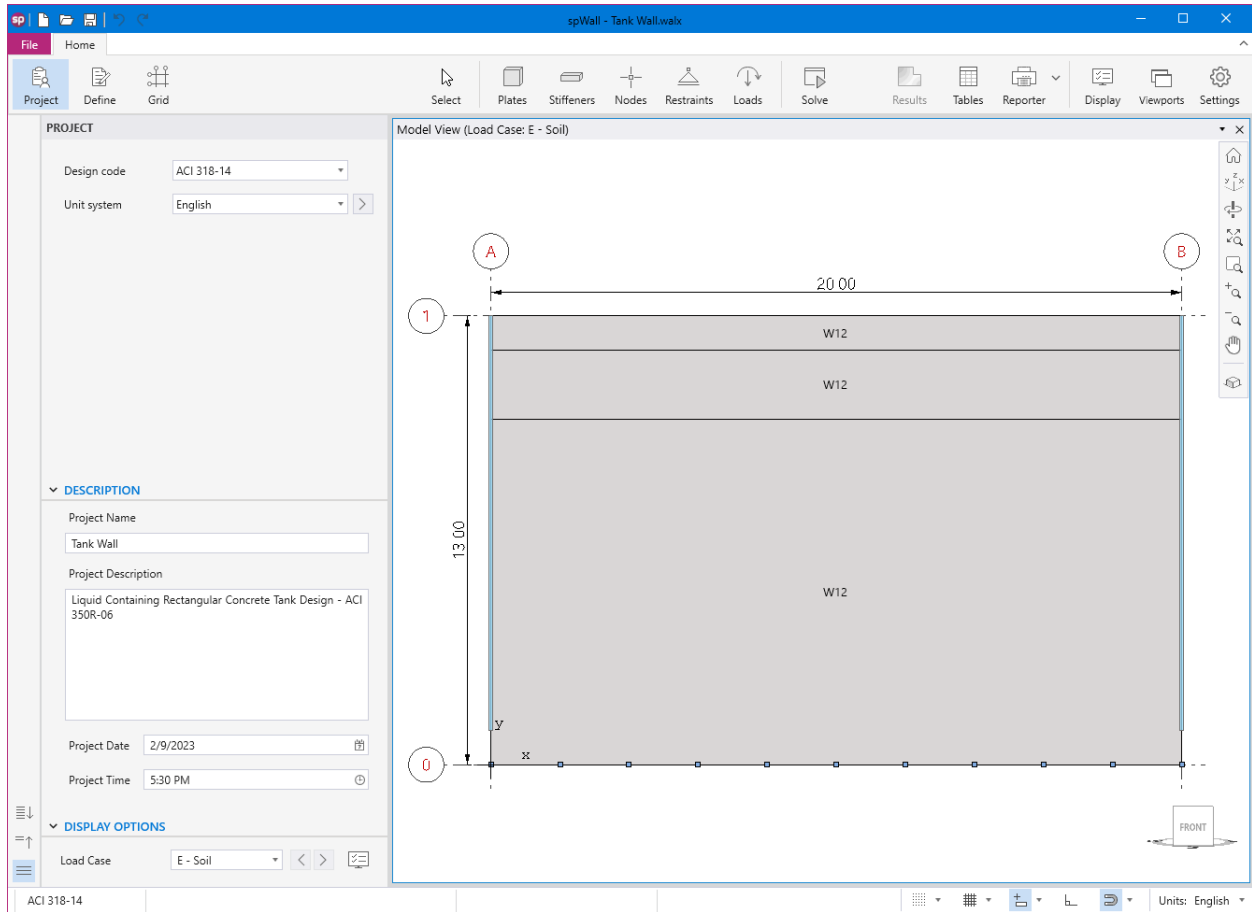 sp
spWall - Tank Wall.walx
File
Home
Project
Define
Grid
Select
Plates
Stiffeners
Nodes
Restraints
Loads
Solve
Results
Tables
Reporter
Display
Viewports
Settings
PROJECT
Design code
ACI 318-14
Unit system
English
DESCRIPTION
Project Name
Tank Wall
Project Description
Liquid Containing Rectangular Concrete Tank Design - ACI
350R-06
Project Date
2/9/2023
Project Time
5:30 PM
DISPLAY OPTIONS
Load Case
E - Soil
Model View (Load Case: E - Soil)
A
B
20.00
1
W12
W12
13.00
W12
y
x
0
z
y
x
FRONT
ACI 318-14
Units: English